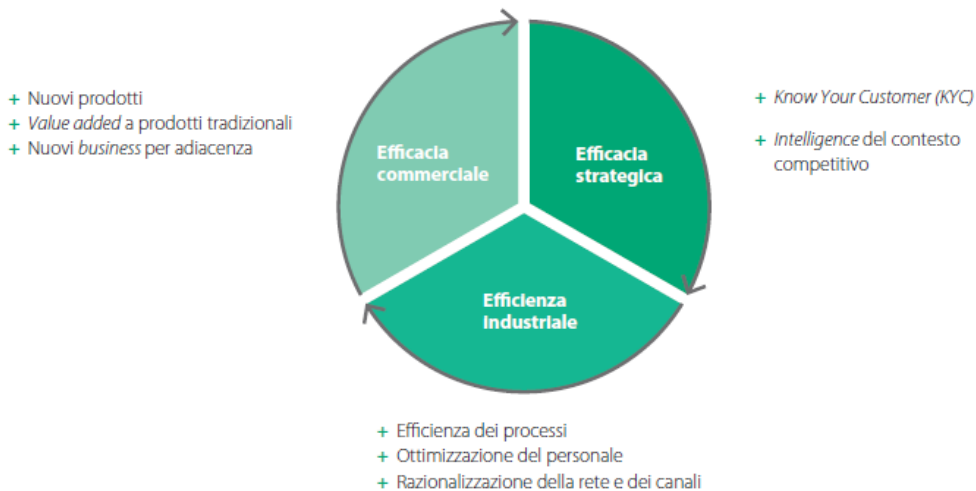 + Nuovi prodotti
+ Value added a prodotti tradizionali
+ Nuovi business per adiacenza
Efficacia
commerciale
Efficacia
strategica
+ Know Your Customer (KYC)
+ Intelligence del contesto
competitivo
Efficienza
Industriale
+ Efficienza dei processi
+ Ottimizzazione del personale
+ Razionalizzazione della rete e dei canali